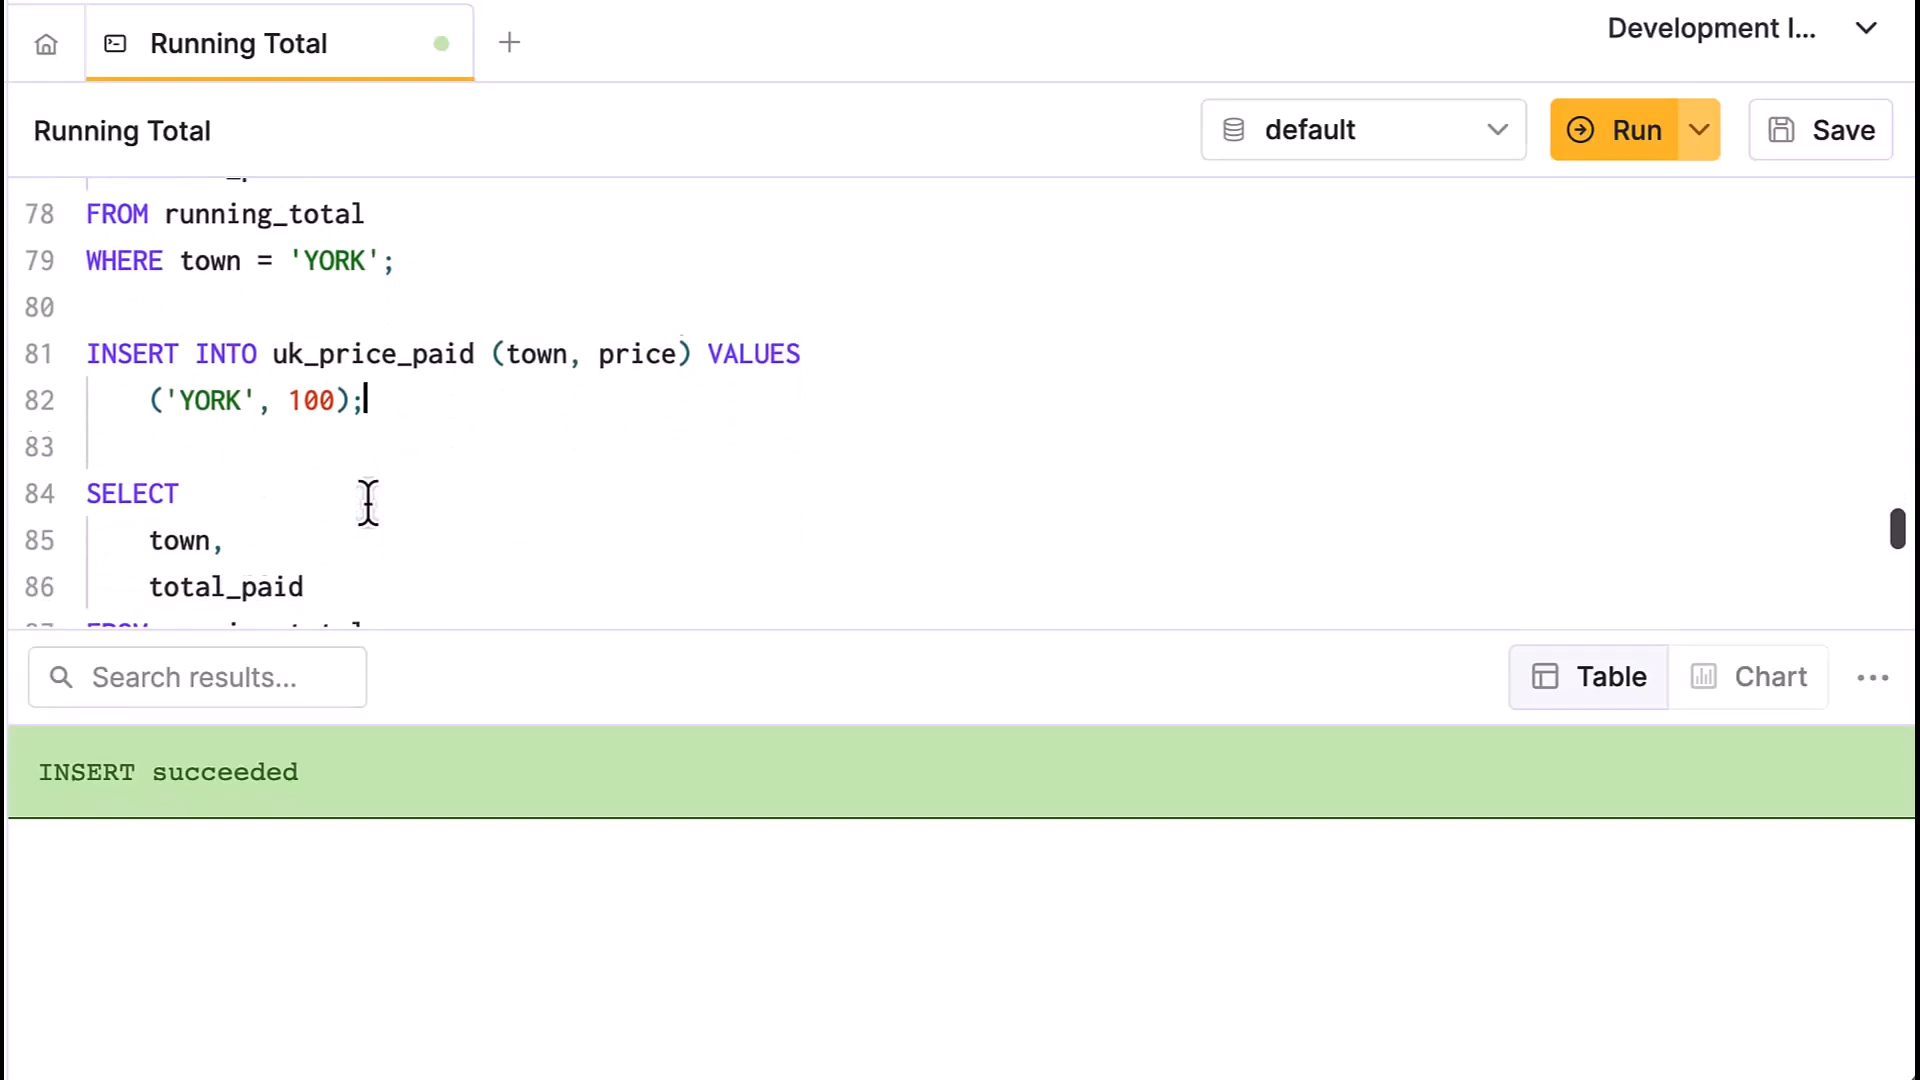 Running Total
Development I...
Running Total
default
Run
Save
78 FROM running_total
79 WHERE town = 'YORK';
80
81 INSERT INTO uk_price_paid (town, price) VALUES
82 ('YORK', 100);
83
84 SELECT
85 town,
86 total_paid
Search results...
Table
Chart
INSERT succeeded